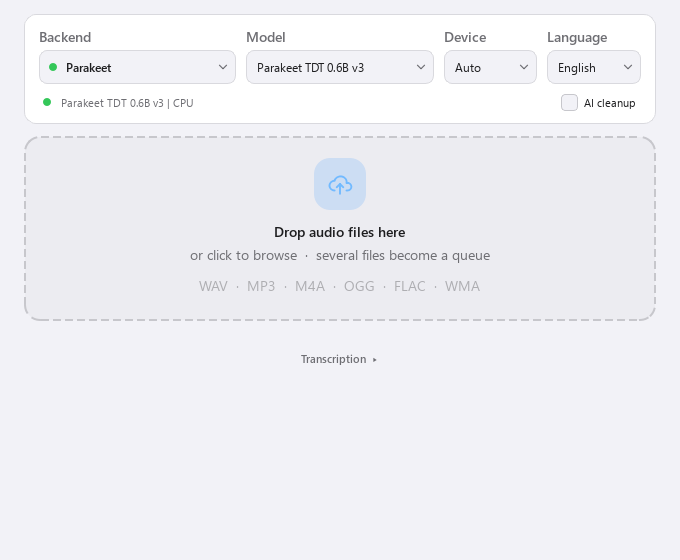 Backend Model Device Language
Parakeet Parakeet TDT 0.6B v3 Auto English
Parakeet TDT 0.6B v3 | CPU AI cleanup
Drop audio files here
or click to browse · several files become a queue
WAV · MP3 · M4A · OGG · FLAC · WMA
Transcription ▸